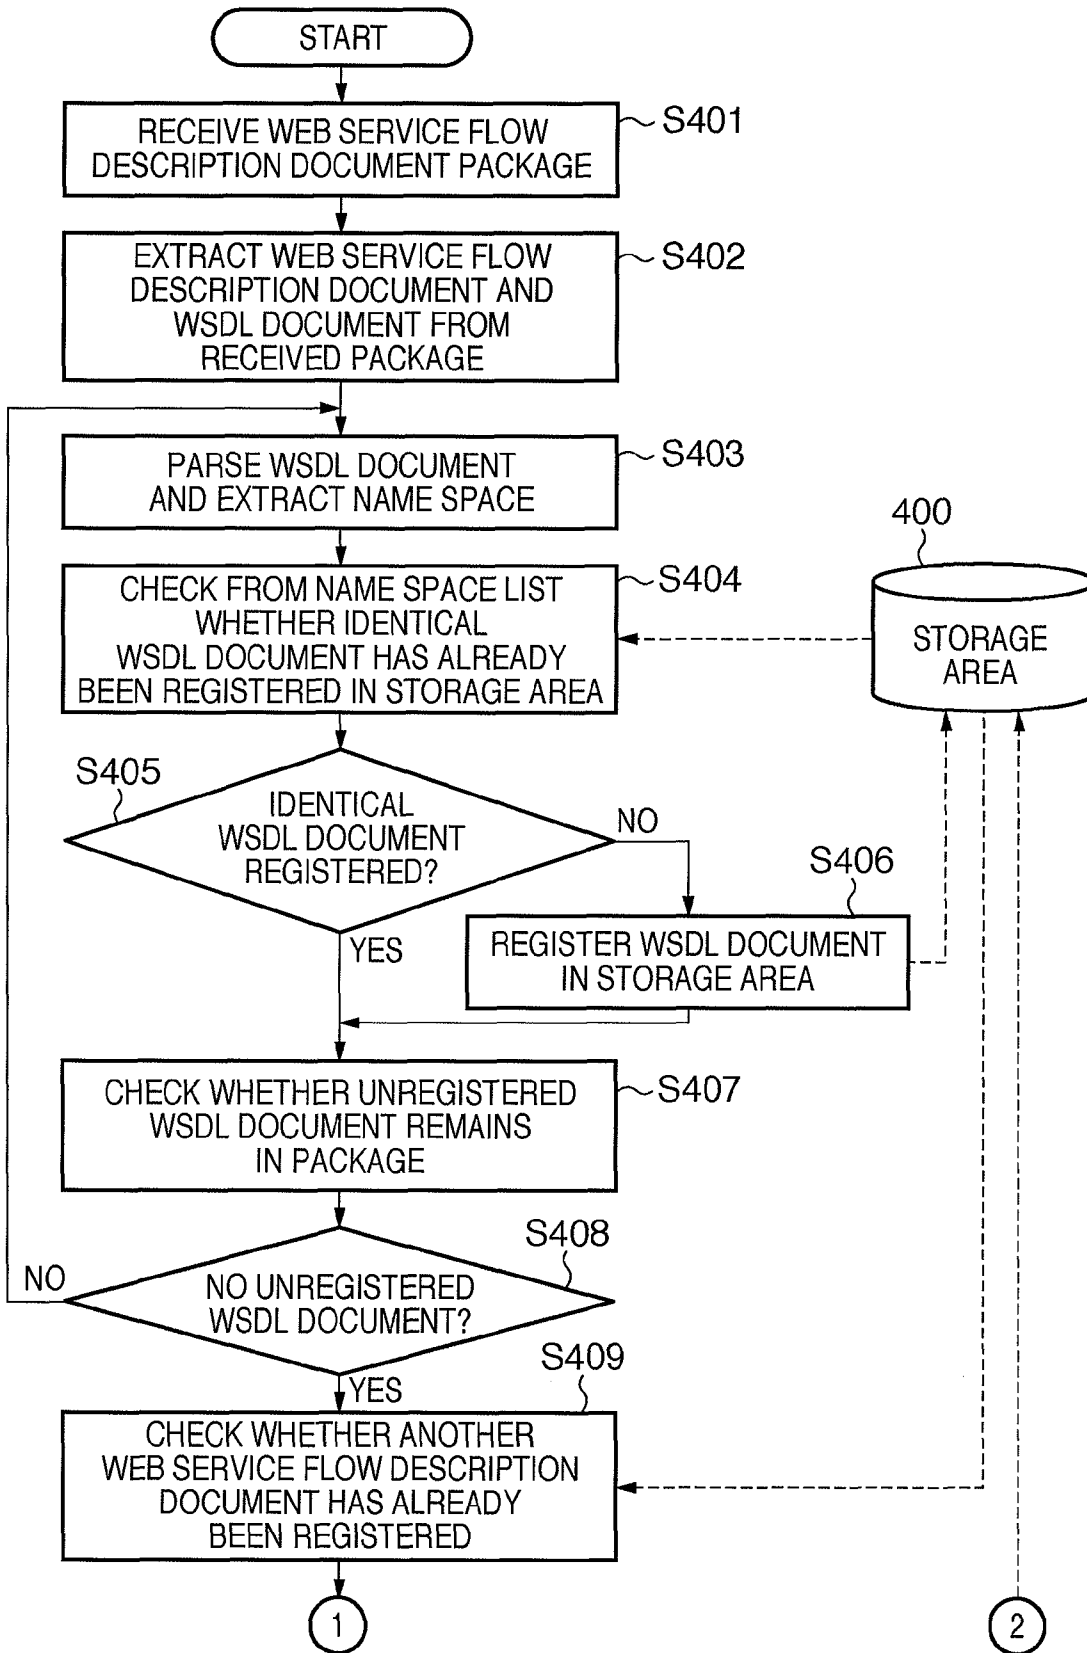 START
RECEIVE WEB SERVICE FLOW
DESCRIPTION DOCUMENT PACKAGE
S401
EXTRACT WEB SERVICE FLOW
DESCRIPTION DOCUMENT AND
WSDL DOCUMENT FROM
RECEIVED PACKAGE
S402
PARSE WSDL DOCUMENT
AND EXTRACT NAME SPACE
S403
CHECK FROM NAME SPACE LIST
WHETHER IDENTICAL
WSDL DOCUMENT HAS ALREADY
BEEN REGISTERED IN STORAGE AREA
S404
400
STORAGE
AREA
S405
IDENTICAL
WSDL DOCUMENT
REGISTERED?
NO
YES
S406
REGISTER WSDL DOCUMENT
IN STORAGE AREA
CHECK WHETHER UNREGISTERED
WSDL DOCUMENT REMAINS
IN PACKAGE
S407
S408
NO UNREGISTERED
WSDL DOCUMENT?
NO
YES
S409
CHECK WHETHER ANOTHER
WEB SERVICE FLOW DESCRIPTION
DOCUMENT HAS ALREADY
BEEN REGISTERED
1
2